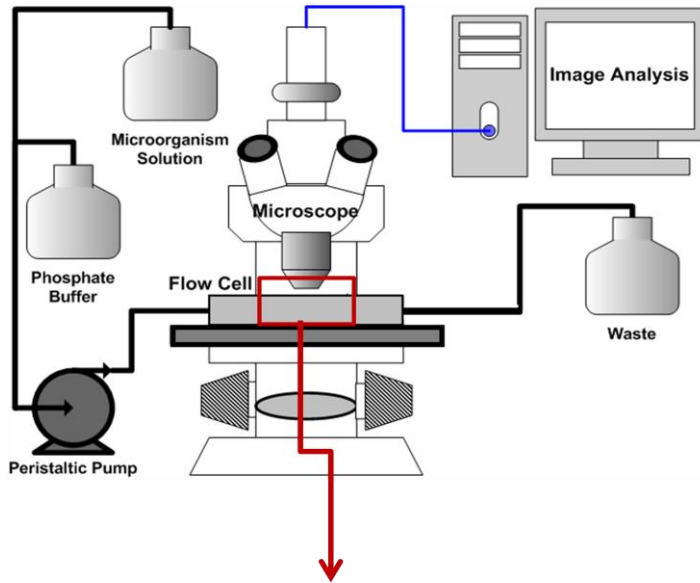 Image Analysis
Microorganism
Solution
Microscope
Phosphate
Buffer
Flow Cell
Waste
Peristaltic Pump